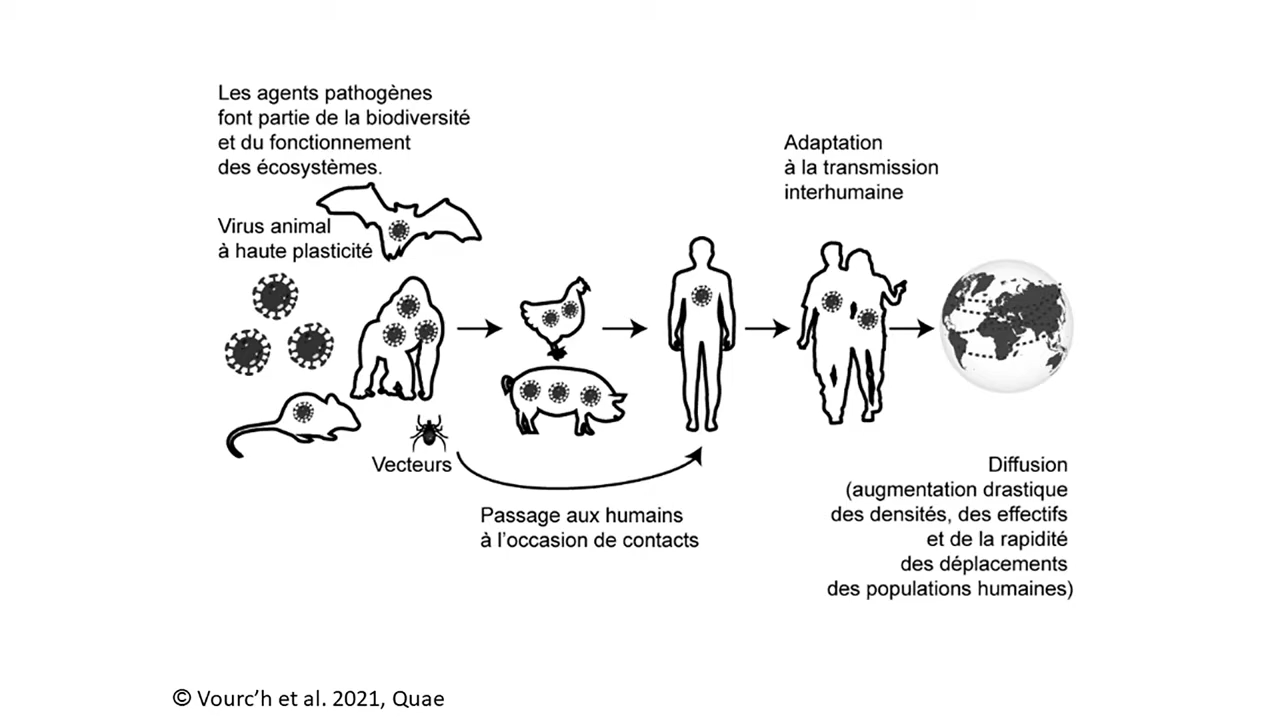 Les agents pathogènes
font partie de la biodiversité
et du fonctionnement
des écosystèmes.
Virus animal
à haute plasticité
Vecteurs
Passage aux humains
à l’occasion de contacts
Adaptation
à la transmission
interhumaine
Diffusion
(augmentation drastique
des densités, des effectifs
et de la rapidité
des déplacements
des populations humaines)
© Vourc’h et al. 2021, Quae